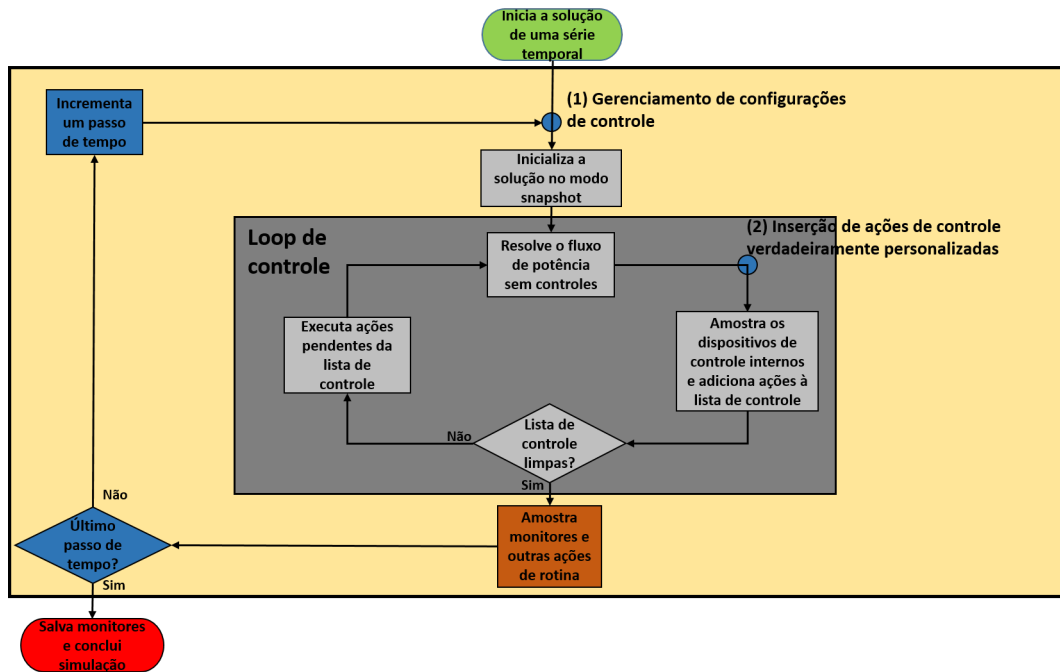 Inicia a solução
de uma série
temporal
Incrementa
um passo
de tempo
(1) Gerenciamento de configurações
de controle
Inicializa a
solução no modo
snapshot
Loop de
controle
Resolve o fluxo
de potência
sem controles
(2) Inserção de ações de controle
verdadeiramente personalizadas
Executa ações
pendentes da
lista de
controle
Amostra os
dispositivos de
controle internos
e adiciona ações à
lista de controle
Não
Lista de
controle
limpas?
Sim
Amostra
monitores e
outras ações
de rotina
Não
Último
passo de
tempo?
Sim
Salva monitores
e conclui
simulação